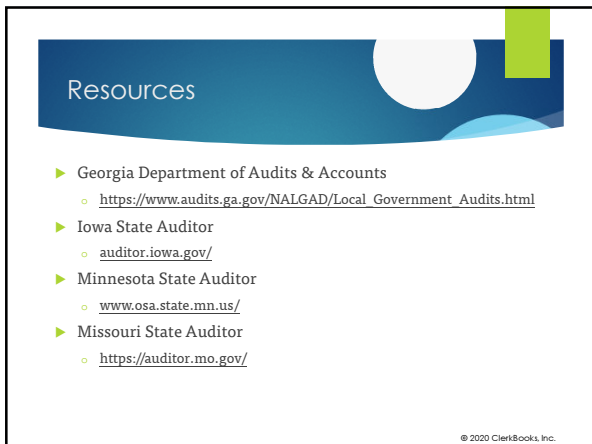 Resources
Georgia Department of Audits & Accounts
https://www.audits.ga.gov/NALGAD/Local_Government_Audits.html
Iowa State Auditor
auditor.iowa.gov/
Minnesota State Auditor
www.osa.state.mn.us/
Missouri State Auditor
https://auditor.mo.gov/
© 2020 ClerkBooks, Inc.